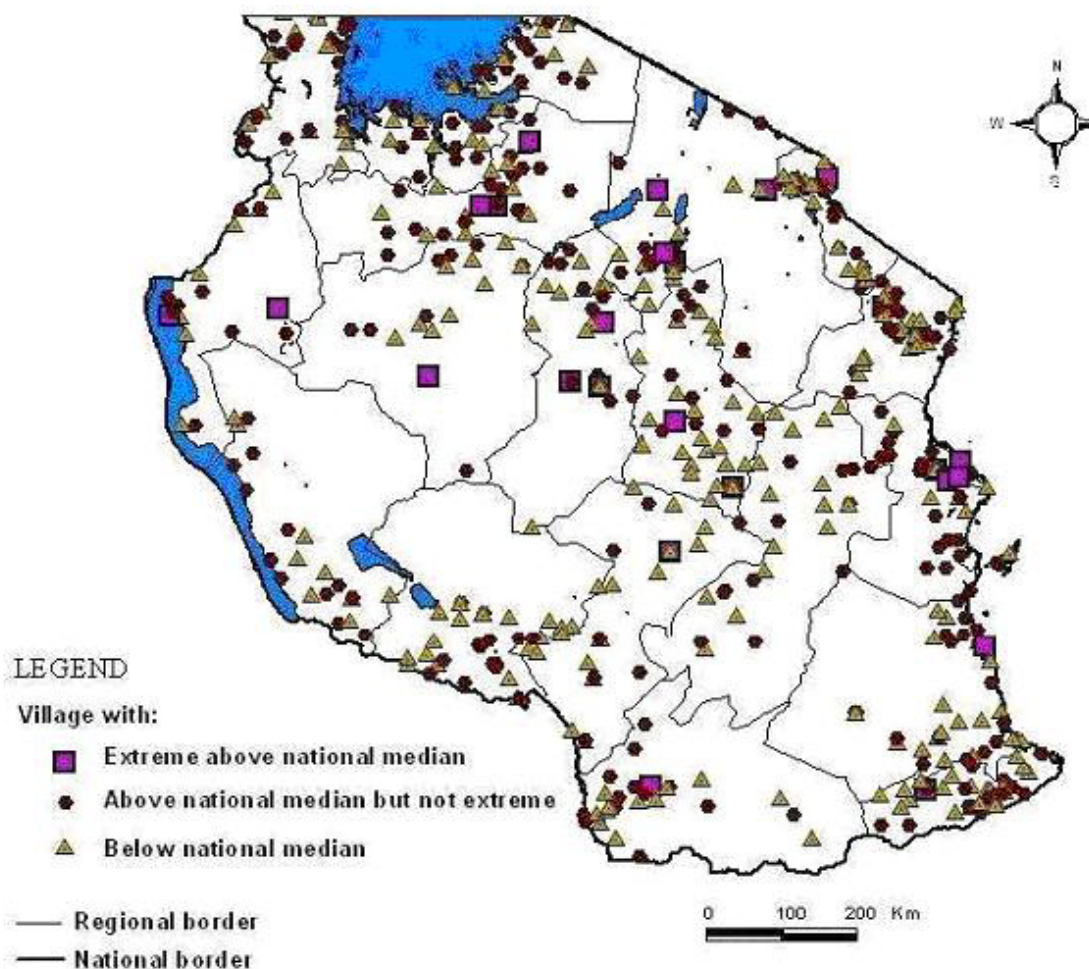 N
W
S
LEGEND
Village with:
Extreme above national median
Above national median but not extreme
Below national median
Regional border
National border
0 100 200 Km